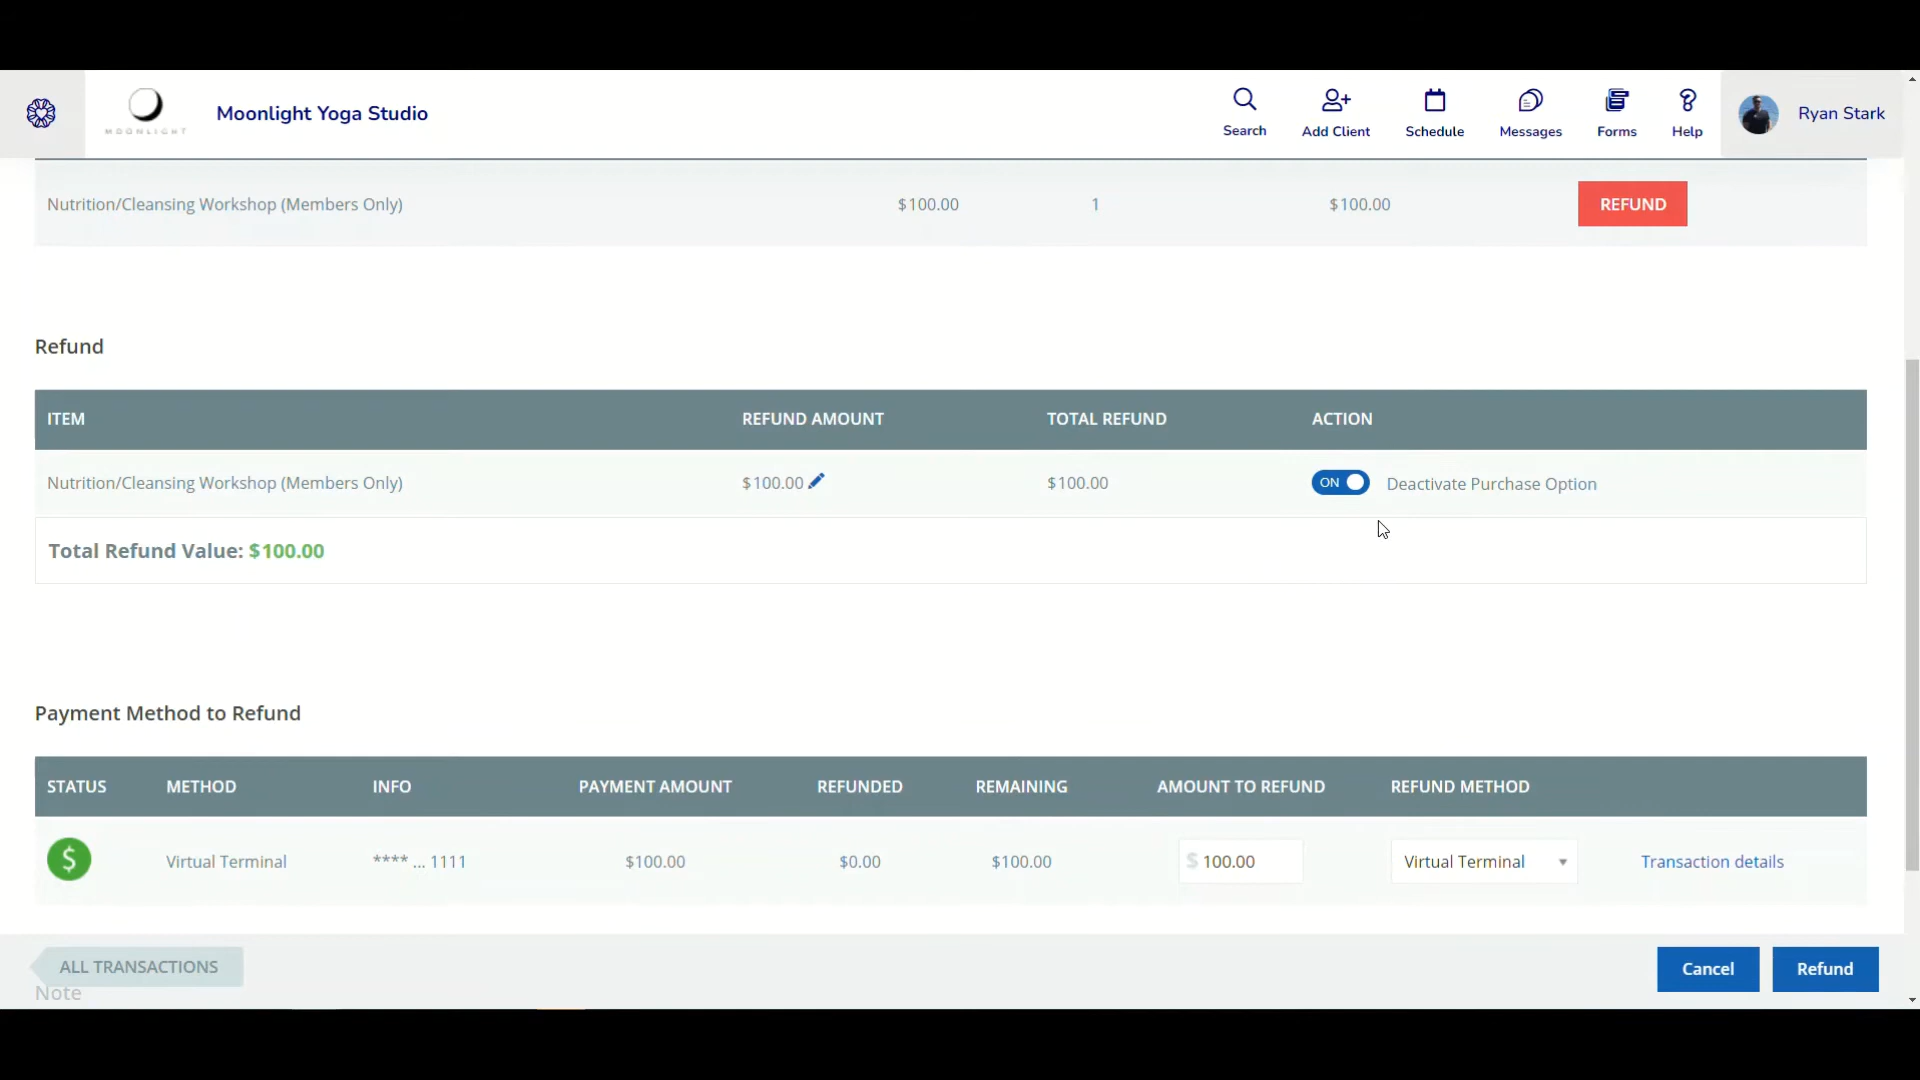 MOONLIGHT
Moonlight Yoga Studio
Search
Add Client
Schedule
Messages
Forms
Help
Ryan Stark
Nutrition/Cleansing Workshop (Members Only) $100.00 1 $100.00 REFUND
Refund
ITEM REFUND AMOUNT TOTAL REFUND ACTION
Nutrition/Cleansing Workshop (Members Only) $100.00 $100.00 ON Deactivate Purchase Option
Total Refund Value: $100.00
Payment Method to Refund
STATUS METHOD INFO PAYMENT AMOUNT REFUNDED REMAINING AMOUNT TO REFUND REFUND METHOD
$ Virtual Terminal **** ... 1111 $100.00 $0.00 $100.00 $ 100.00 Virtual Terminal Transaction details
ALL TRANSACTIONS Cancel Refund
Note